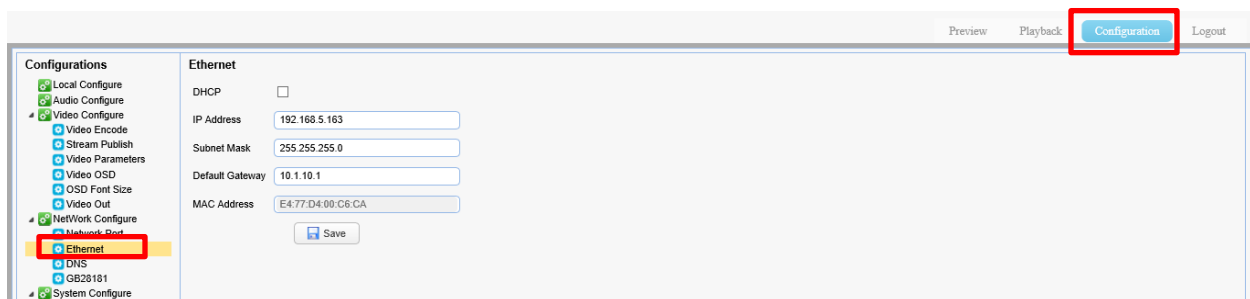 Preview Playback Configuration Logout
Configurations
Local Configure
Audio Configure
Video Configure
Video Encode
Stream Publish
Video Parameters
Video OSD
OSD Font Size
Video Out
NetWork Configure
Network Port
Ethernet
DNS
GB28181
System Configure
Ethernet
DHCP
IP Address 192.168.5.163
Subnet Mask 255.255.255.0
Default Gateway 10.1.10.1
MAC Address E4:77:D4:00:C6:CA
Save